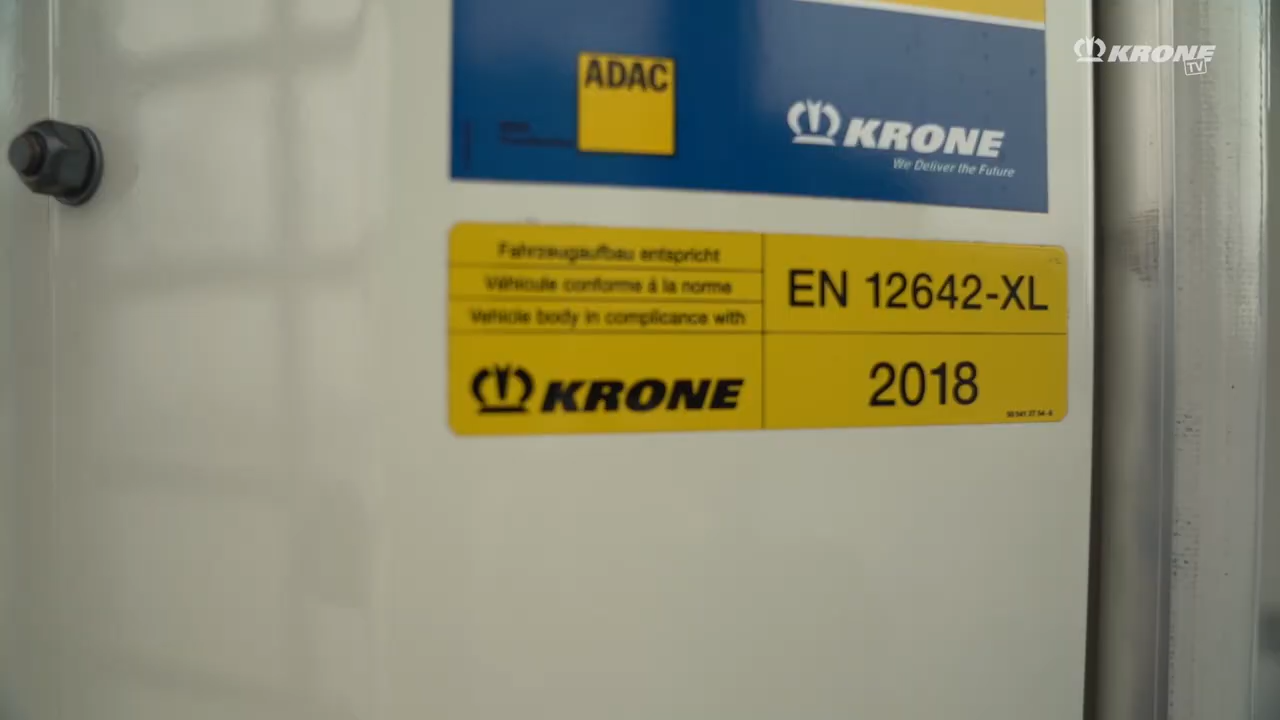 KRONE
TV
ADAC
KRONE
We Deliver the Future
Fahrzeugaufbau entspricht
Véhicule conforme à la norme
Vehicle body in complicance with
EN 12642-XL
KRONE
2018